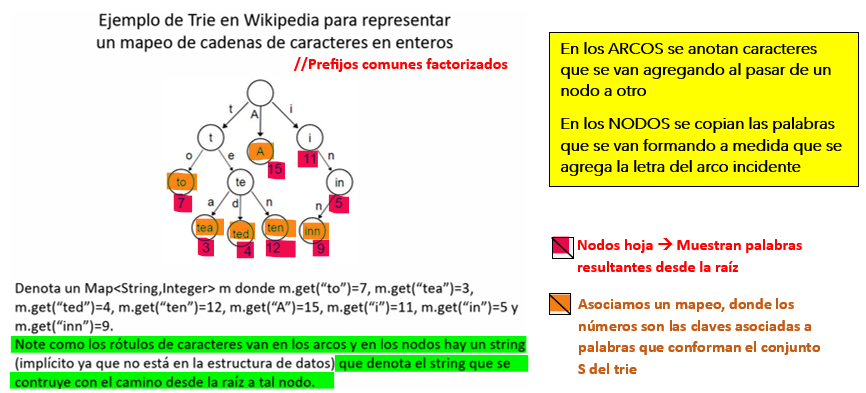 Ejemplo de Trie en Wikipedia para representar
un mapeo de cadenas de caracteres en enteros
//Prefijos comunes factorizados
t
A
i
t
A
i
15
11
o
e
n
to
te
in
7
5
a
d
n
n
tea
ted
ten
inn
3
4
12
9
Denota un Map<String,Integer> m donde m.get("to")=7, m.get("tea")=3,
m.get("ted")=4, m.get("ten")=12, m.get("A")=15, m.get("i")=11, m.get("in")=5 y
m.get("inn")=9.
Note como los rótulos de caracteres van en los arcos y en los nodos hay un string
(implícito ya que no está en la estructura de datos) que denota el string que se
contruye con el camino desde la raíz a tal nodo.
En los ARCOS se anotan caracteres
que se van agregando al pasar de un
nodo a otro
En los NODOS se copian las palabras
que se van formando a medida que se
agrega la letra del arco incidente
Nodos hoja → Muestran palabras
resultantes desde la raíz
Asociamos un mapeo, donde los
números son las claves asociadas a
palabras que conforman el conjunto
S del trie